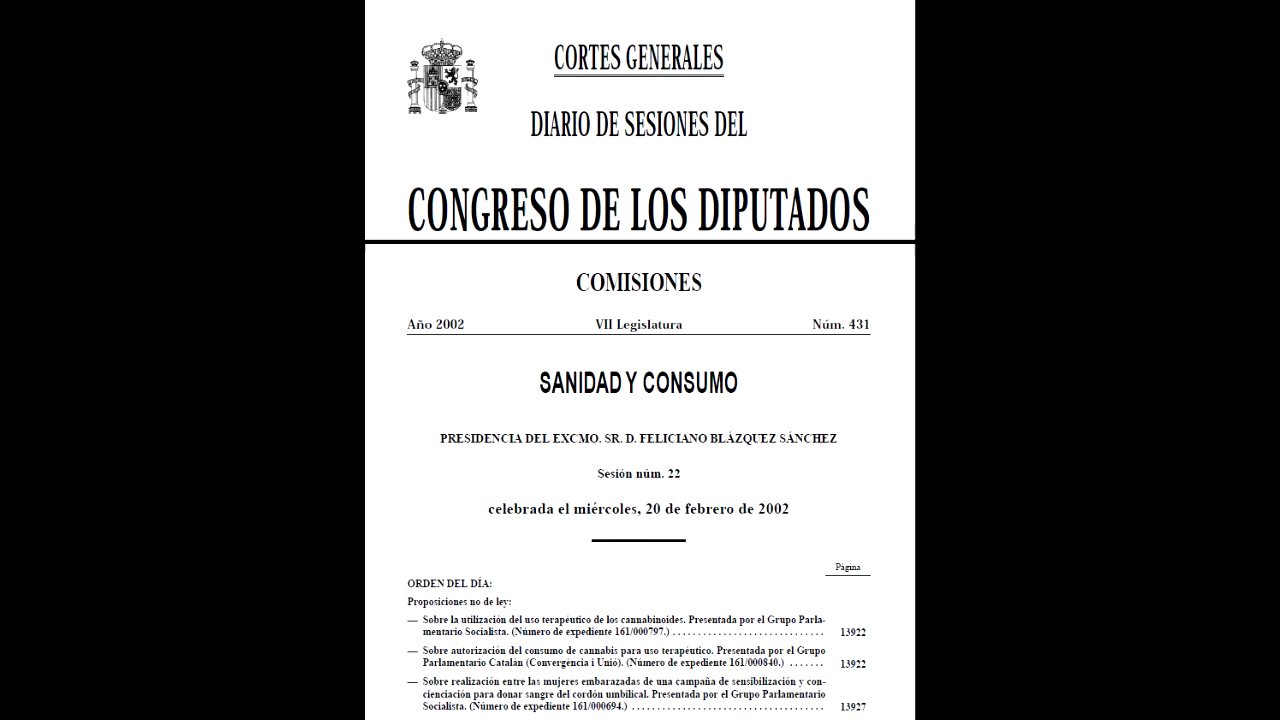 CORTES GENERALES
DIARIO DE SESIONES DEL
CONGRESO DE LOS DIPUTADOS
COMISIONES
Año 2002 VII Legislatura Núm. 431
SANIDAD Y CONSUMO
PRESIDENCIA DEL EXCMO. SR. D. FELICIANO BLÁZQUEZ SÁNCHEZ
Sesión núm. 22
celebrada el miércoles, 20 de febrero de 2002
Página
ORDEN DEL DÍA:
Proposiciones no de ley:
— Sobre la utilización del uso terapéutico de los cannabinoides. Presentada por el Grupo Parla-
mentario Socialista. (Número de expediente 161/000797.) .............................. 13922
— Sobre autorización del consumo de cannabis para uso terapéutico. Presentada por el Grupo
Parlamentario Catalán (Convergència i Unió). (Número de expediente 161/000840.) ....... 13922
— Sobre realización entre las mujeres embarazadas de una campaña de sensibilización y con-
cienciación para donar sangre del cordón umbilical. Presentada por el Grupo Parlamentario
Socialista. (Número de expediente 161/000694.) ...................................... 13927